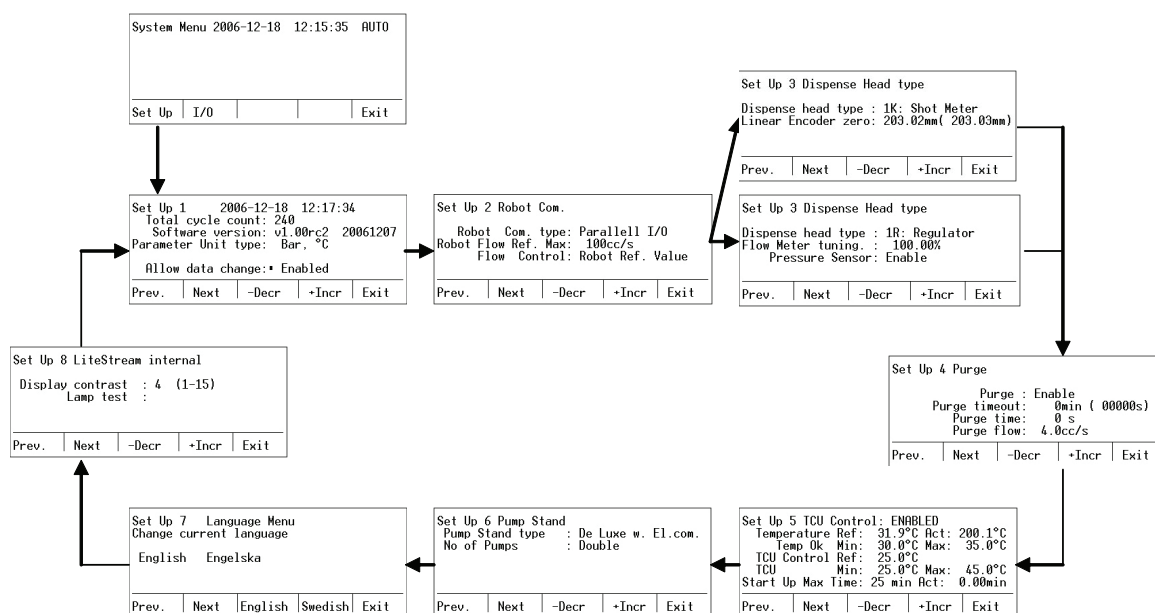 System Menu 2006-12-18 12:15:35 AUTO
Set Up I/O Exit
Set Up 1 2006-12-18 12:17:34
Total cycle count: 240
Software version: v1.00rc2 20061207
Parameter Unit type: Bar, °C
Allow data change:▪ Enabled
Prev. Next -Decr +Incr Exit
Set Up 2 Robot Com.
Robot Com. type: Parallell I/O
Robot Flow Ref. Max: 100cc/s
Flow Control: Robot Ref. Value
Prev. Next -Decr +Incr Exit
Set Up 3 Dispense Head type
Dispense head type : 1K: Shot Meter
Linear Encoder zero: 203.02mm( 203.03mm)
Prev. Next -Decr +Incr Exit
Set Up 3 Dispense Head type
Dispense head type : 1R: Regulator
Flow Meter tuning. : 100.00%
Pressure Sensor: Enable
Prev. Next -Decr +Incr Exit
Set Up 4 Purge
Purge : Enable
Purge timeout: 0min ( 00000s)
Purge time: 0 s
Purge flow: 4.0cc/s
Prev. Next -Decr +Incr Exit
Set Up 5 TCU Control: ENABLED
Temperature Ref: 31.9°C Act: 200.1°C
Temp Ok Min: 30.0°C Max: 35.0°C
TCU Control Ref: 25.0°C
TCU Min: 25.0°C Max: 45.0°C
Start Up Max Time: 25 min Act: 0.00min
Prev. Next -Decr +Incr Exit
Set Up 6 Pump Stand
Pump Stand type : De Luxe w. El.com.
No of Pumps : Double
Prev. Next -Decr +Incr Exit
Set Up 7 Language Menu
Change current language
English Engelska
Prev. Next English Swedish Exit
Set Up 8 LiteStream internal
Display contrast : 4 (1-15)
Lamp test :
Prev. Next -Decr +Incr Exit